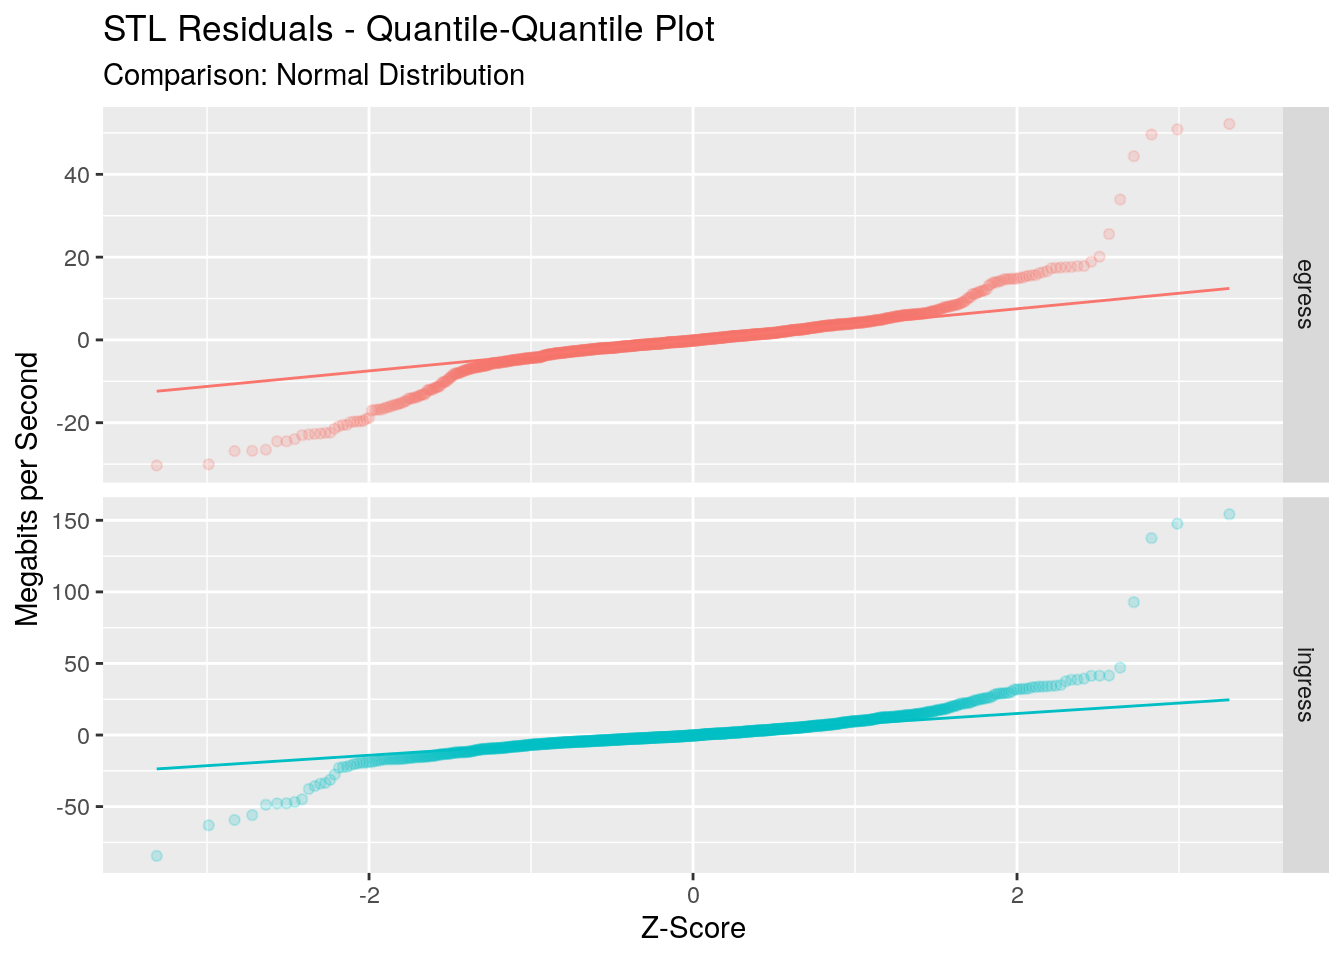 STL Residuals - Quantile-Quantile Plot
Comparison: Normal Distribution
Megabits per Second
40
20
0
-20
egress
150
100
50
0
-50
ingress
-2
0
2
Z-Score